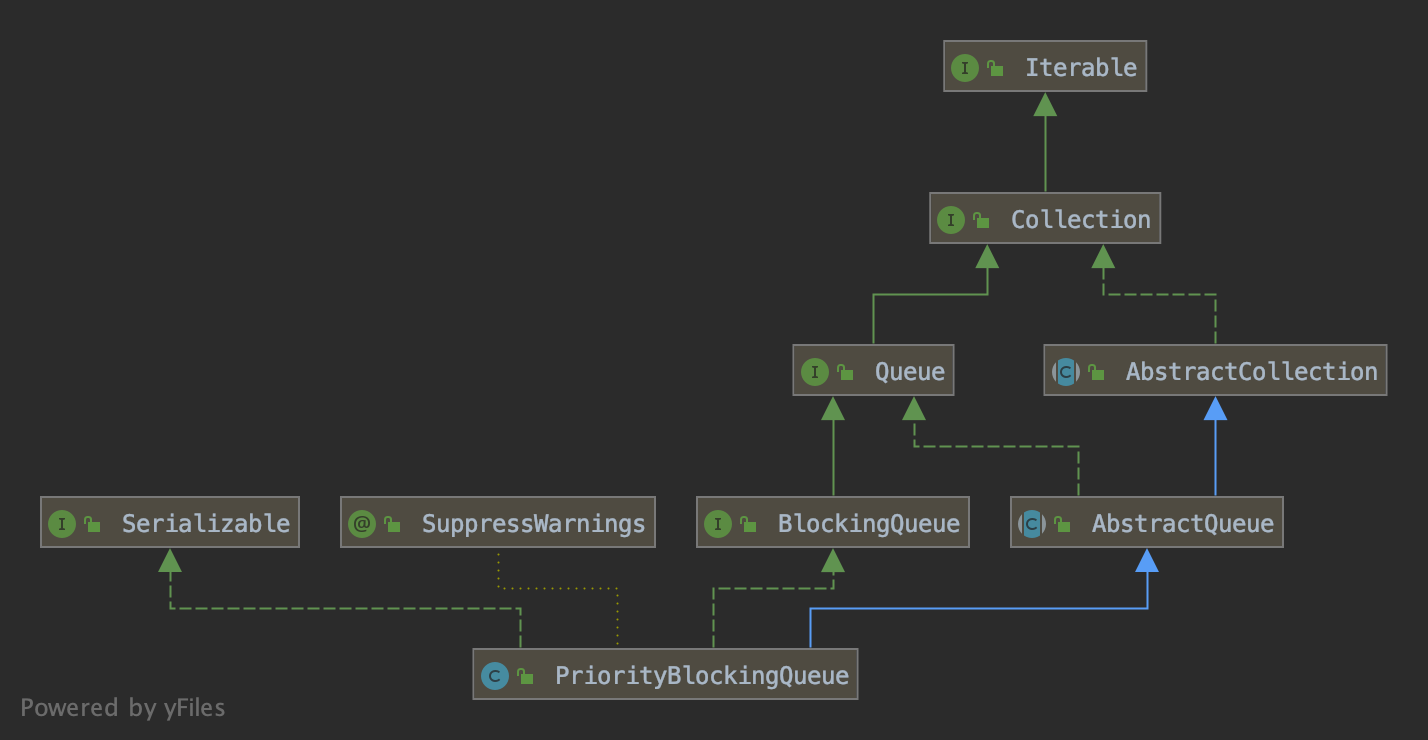 I Iterable
I Collection
I Queue
C AbstractCollection
I Serializable
@ SuppressWarnings
I BlockingQueue
C AbstractQueue
C PriorityBlockingQueue
Powered by yFiles